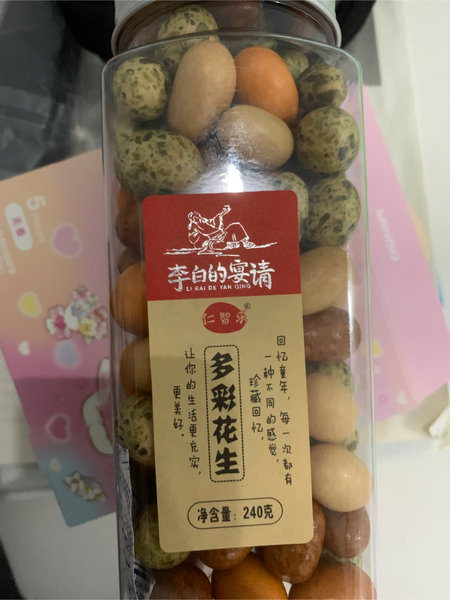 李白的宴请
LI BAI DE YAN QING
仁智乐®
多彩花生
回忆童年，每一次都有
一种不同的感觉，
珍藏回忆，
让你的生活更充实，
更美好．
净含量：240克
5